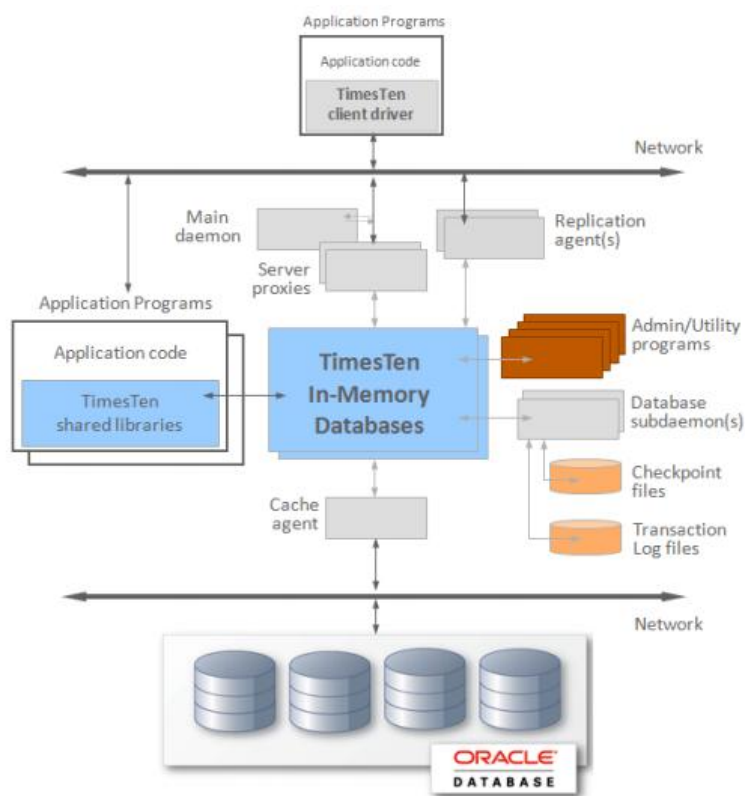 Application Programs
Application code
TimesTen
client driver
Network
Main
daemon
Server
proxies
Replication
agent(s)
Application Programs
Application code
TimesTen
shared libraries
TimesTen
In-Memory
Databases
Admin/Utility
programs
Database
subdaemon(s)
Checkpoint
files
Transaction
Log files
Cache
agent
Network
ORACLE®
DATABASE